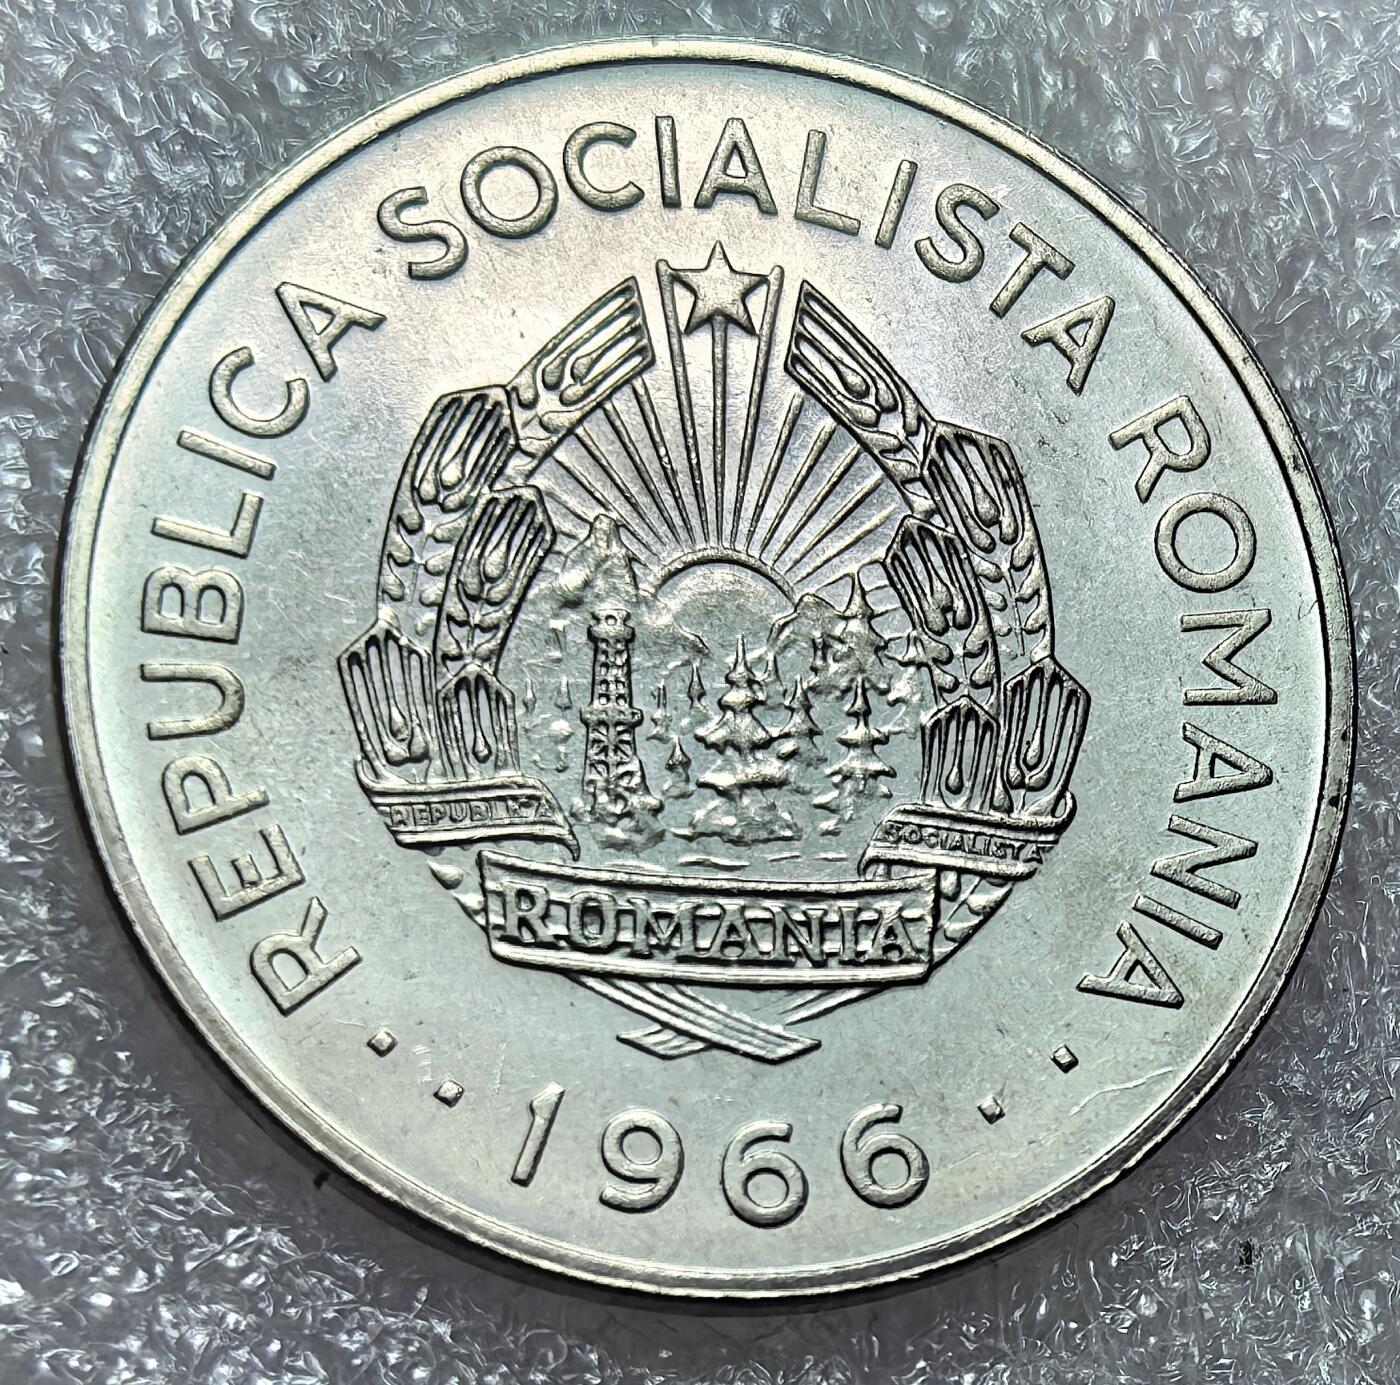 REPUBLICA SOCIALISTA ROMANIA
REPUBLICA
SOCIALISTA
ROMANIA
1966